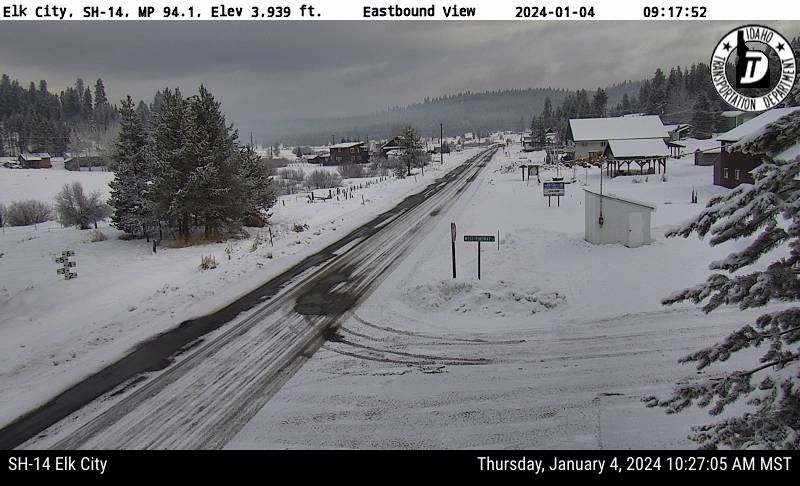 Elk City, SH-14, MP 94.1, Elev 3,939 ft. Eastbound View 2024-01-04 09:17:52
IDAHO
TRANSPORTATION DEPARTMENT
SH-14 Elk City
Thursday, January 4, 2024 10:27:05 AM MST